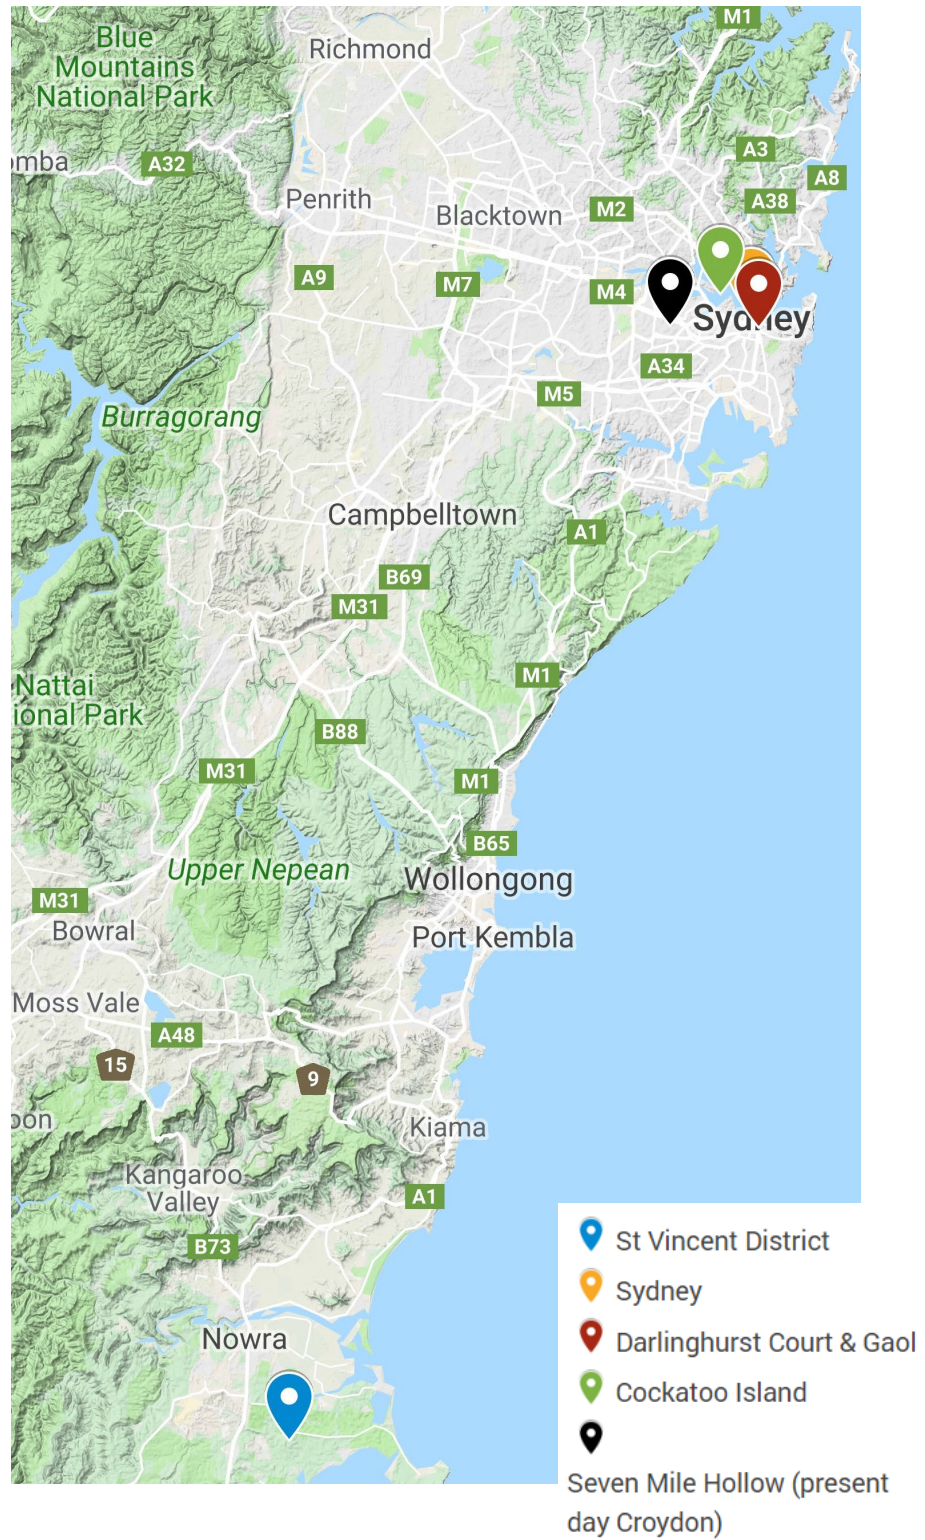 M1
Blue
Mountains
National Park
Richmond
omba
A32
A3
A8
A38
Penrith
Blacktown
M2
A9
M7
M4
Sydney
A34
M5
Burragorang
Campbelltown
A1
B69
M31
M1
Nattai
ional Park
B88
M31
M1
B65
Upper Nepean
Wollongong
M31
Bowral
Port Kembla
Moss Vale
A48
15
9
oon
Kiama
Kangaroo
Valley
A1
B73
Nowra
St Vincent District
Sydney
Darlinghurst Court & Gaol
Cockatoo Island
Seven Mile Hollow (present
day Croydon)